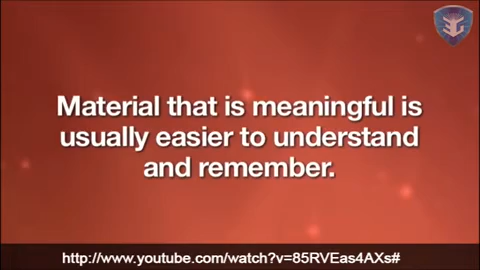 Material that is meaningful is
usually easier to understand
and remember.
http://www.youtube.com/watch?v=85RVEas4AXs#